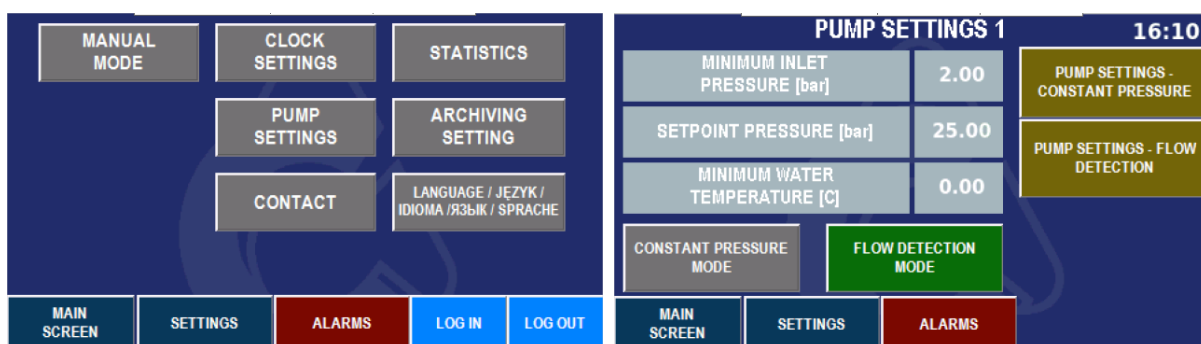 MANUAL
MODE
CLOCK
SETTINGS
STATISTICS
PUMP
SETTINGS
ARCHIVING
SETTING
CONTACT
LANGUAGE / JĘZYK /
IDIOMA /ЯЗЫК / SPRACHE
MAIN
SCREEN
SETTINGS
ALARMS
LOG IN
LOG OUT
PUMP SETTINGS 1
16:10
MINIMUM INLET
PRESSURE [bar]
2.00
SETPOINT PRESSURE [bar]
25.00
MINIMUM WATER
TEMPERATURE [C]
0.00
PUMP SETTINGS -
CONSTANT PRESSURE
PUMP SETTINGS - FLOW
DETECTION
CONSTANT PRESSURE
MODE
FLOW DETECTION
MODE
MAIN
SCREEN
SETTINGS
ALARMS